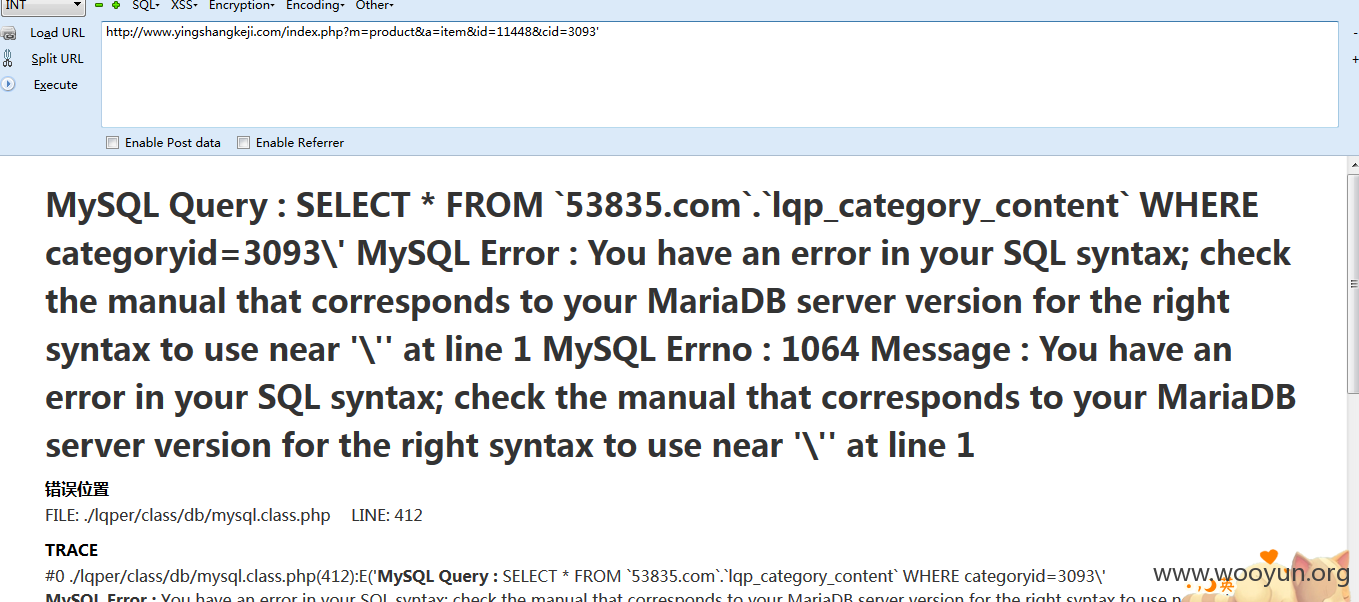 INT SQL- XSS- Encryption- Encoding- Other-
Load URL
http://www.yingshangkeji.com/index.php?m=product&a=item&id=11448&cid=3093'
Split URL
Execute
Enable Post data Enable Referrer
MySQL Query : SELECT * FROM `53835.com`.`lqp_category_content` WHERE
categoryid=3093\' MySQL Error : You have an error in your SQL syntax; check
the manual that corresponds to your MariaDB server version for the right
syntax to use near '\'' at line 1 MySQL Errno : 1064 Message : You have an
error in your SQL syntax; check the manual that corresponds to your MariaDB
server version for the right syntax to use near '\'' at line 1
错误位置
FILE: ./lqper/class/db/mysql.class.php LINE: 412
TRACE
#0 ./lqper/class/db/mysql.class.php(412):E('MySQL Query : SELECT * FROM `53835.com`.`lqp_category_content` WHERE categoryid=3093\'
MySQL Error : You have an error in your SQL syntax; check the manual that corresponds to your MariaDB server version for the right syntax to use
英
www.wooyun.org